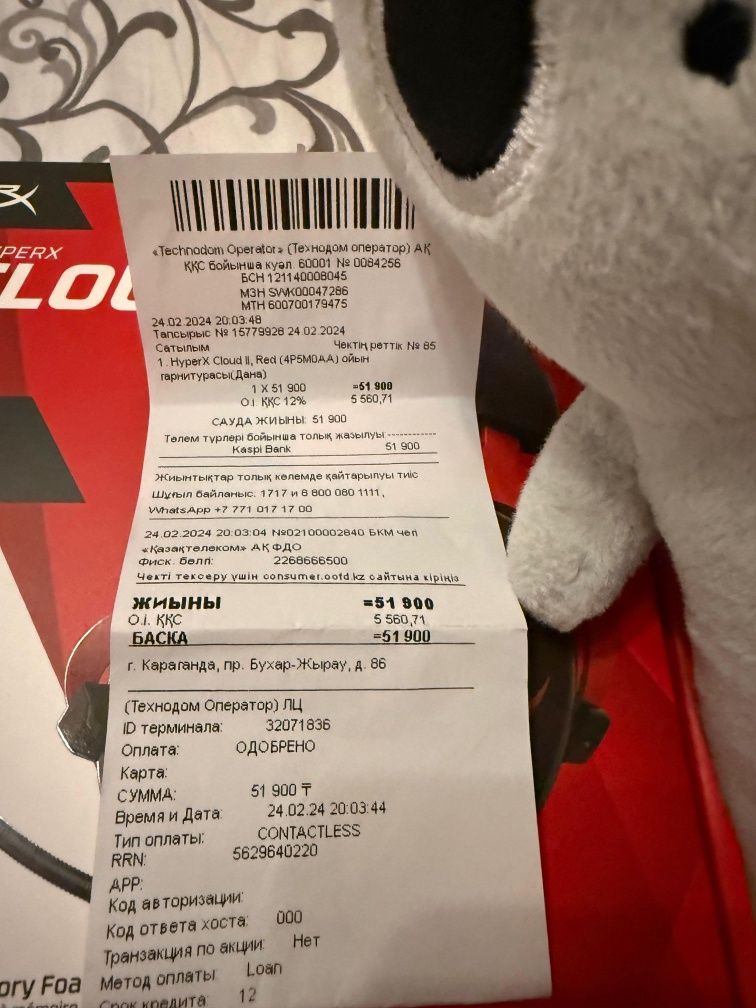 PERX
CLOU
«Technodom Operator» (Технодом оператор) АҚ
ҚҚС бойынша куәл. 60001 № 0084256
БСН 121140008045
МЗН SWK00047286
МТН 600700179475
24.02.2024 20:03:48
Тапсырыс № 15779928 24.02.2024
Сатылым Чектің реттік № 85
1. HyperX Cloud II, Red (4P5M0AA) ойын
гарнитурасы(Дана)
1 X 51 900 =51 900
О.і. ҚҚС 12% 5 560,71
САУДА ЖИЫНЫ: 51 900
Төлем түрлері бойынша толық жазылуы ------------
Kaspi Bank 51 900
Жиынтықтар толық көлемде қайтарылуы тиіс
Шұғыл байланыс: 1717 и 8 800 080 1111,
WhatsApp +7 771 017 17 00
24.02.2024 20:03:04 №02100002840 БКМ чегі
«Қазақтелеком» АҚ ФДО
Фиск. белгі: 2268666500
Чекті тексеру үшін consumer.oofd.kz сайтына кіріңіз
ЖИЫНЫ =51 900
О.і. ҚҚС 5 560,71
БАСҚА =51 900
г. Караганда, пр. Бухар-Жырау, д. 86
(Технодом Оператор) ЛЦ
ID терминала: 32071836
Оплата: ОДОБРЕНО
Карта:
СУММА: 51 900 ₸
Время и Дата: 24.02.24 20:03:44
Тип оплаты: CONTACTLESS
RRN: 5629640220
APP:
Код авторизации:
Код ответа хоста: 000
Транзакция по акции: Нет
Метод оплаты: Loan
Срок кредита: 12
ory Foa